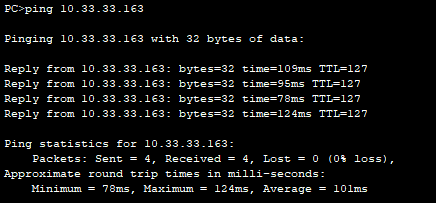 PC>ping 10.33.33.163
Pinging 10.33.33.163 with 32 bytes of data:
Reply from 10.33.33.163: bytes=32 time=109ms TTL=127
Reply from 10.33.33.163: bytes=32 time=95ms TTL=127
Reply from 10.33.33.163: bytes=32 time=78ms TTL=127
Reply from 10.33.33.163: bytes=32 time=124ms TTL=127
Ping statistics for 10.33.33.163:
    Packets: Sent = 4, Received = 4, Lost = 0 (0% loss),
Approximate round trip times in milli-seconds:
    Minimum = 78ms, Maximum = 124ms, Average = 101ms